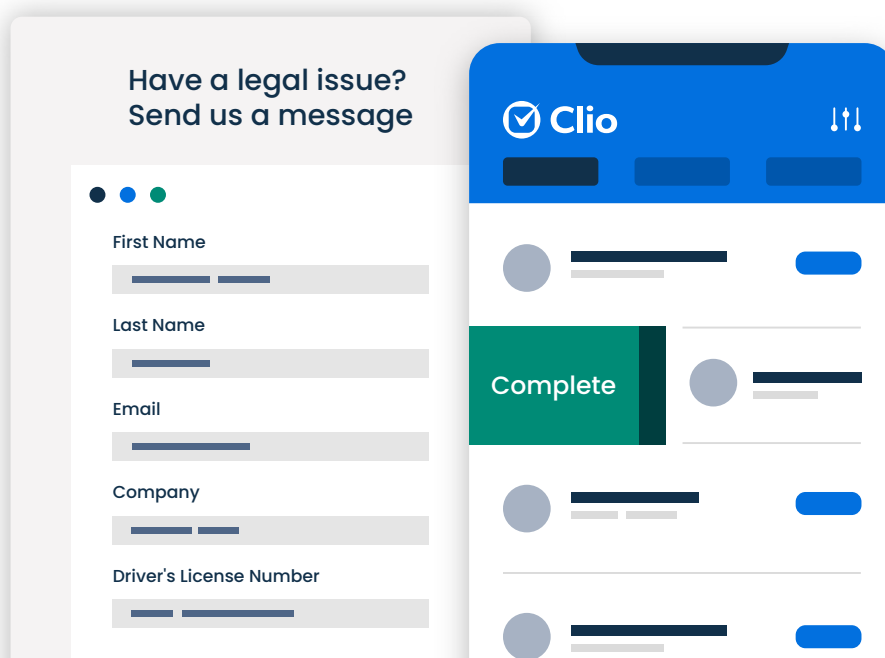 Have a legal issue?
Send us a message
First Name
Last Name
Email
Company
Driver's License Number
Clio
Complete